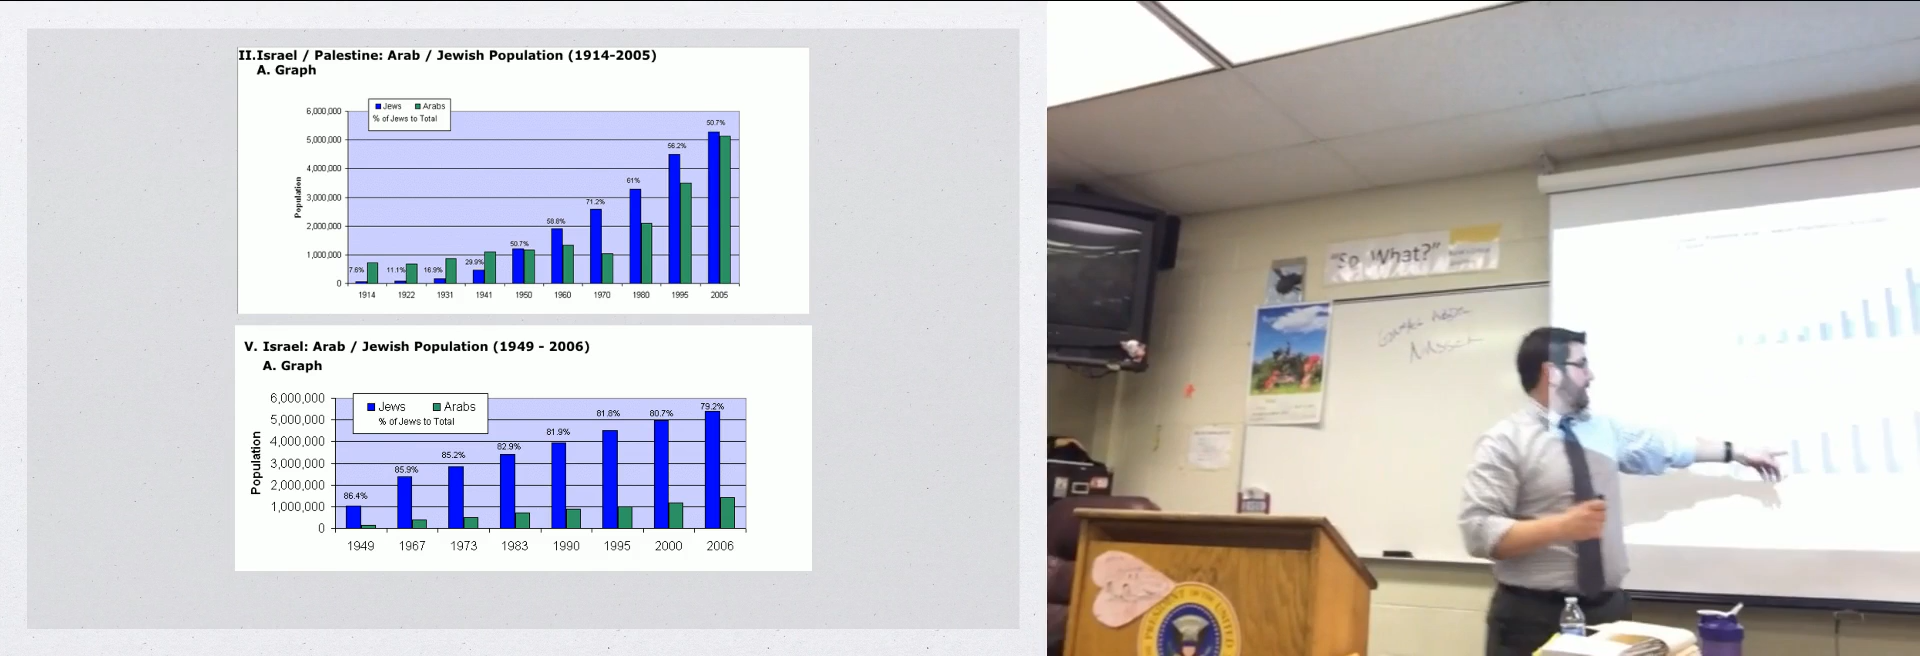 II.Israel / Palestine: Arab / Jewish Population (1914-2005)
A. Graph
Jews Arabs
% of Jews to Total
Population
6,000,000
5,000,000
4,000,000
3,000,000
2,000,000
1,000,000
0
7.6% 11.1% 16.9% 29.9% 50.7% 58.8% 71.2% 61% 56.2% 50.7%
1914 1922 1931 1941 1950 1960 1970 1980 1995 2005
V. Israel: Arab / Jewish Population (1949 - 2006)
A. Graph
Jews Arabs
% of Jews to Total
Population
6,000,000
5,000,000
4,000,000
3,000,000
2,000,000
1,000,000
0
86.4% 85.9% 85.2% 82.9% 81.9% 81.8% 80.7% 79.2%
1949 1967 1973 1983 1990 1995 2000 2006
"So What?"
Nasser
PRESIDENT OF THE UNITED